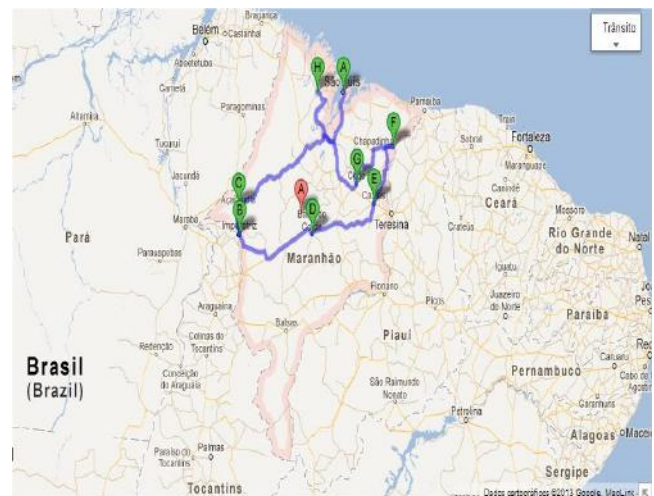 Trânsito
Bragança
Belém
Castanhal
Abaetetuba
H
A
São Luís
Cametá
Paragominas
Parnaíba
Altamira
F
Chapadinha
Sobral
Fortaleza
Tucuruí
G
Maranguape
Jacundá
C
E
Canindé
A
B
D
Ceará
Mossoró
Marabá
Imperatriz
Teresina
Crateús
Rio Grande
do Norte
Natal
Pará
Parauapebas
Maranhão
Iguatu
Araguaína
Floriano
Picos
Juazeiro
do Norte
Paraíba
Balsas
Colinas do
Tocantins
Redenção
Piauí
Brasil
(Brazil)
Conceição
do Araguaia
São Raimundo
Nonato
Pernambuco
Caruaru
Garanhuns
Petrolina
Paraíso do
Tocantins
Palmas
Alagoas
Maceió
Tocantins
Sergipe
Dados cartográficos ©2013 Google, MapLink -